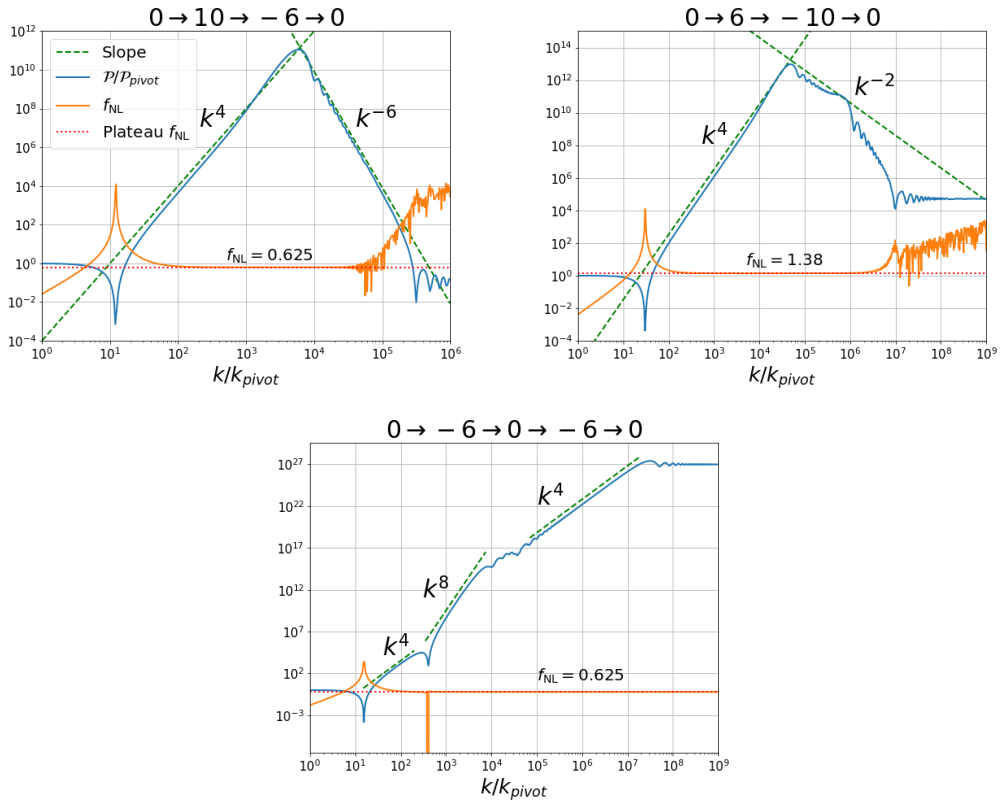 0 → 10 → −6 → 0
10^12
10^10
10^8
10^6
10^4
10^2
10^0
10^−2
10^−4
Slope
𝒫/𝒫_pivot
f_NL
Plateau f_NL
k^4
k^−6
f_NL = 0.625
10^0 10^1 10^2 10^3 10^4 10^5 10^6
k/k_pivot
0 → 6 → −10 → 0
10^14
10^12
10^10
10^8
10^6
10^4
10^2
10^0
10^−2
10^−4
k^4
k^−2
f_NL = 1.38
10^0 10^1 10^2 10^3 10^4 10^5 10^6 10^7 10^8 10^9
k/k_pivot
0 → −6 → 0 → −6 → 0
10^27
10^22
10^17
10^12
10^7
10^2
10^−3
k^4
k^8
k^4
f_NL = 0.625
10^0 10^1 10^2 10^3 10^4 10^5 10^6 10^7 10^8 10^9
k/k_pivot